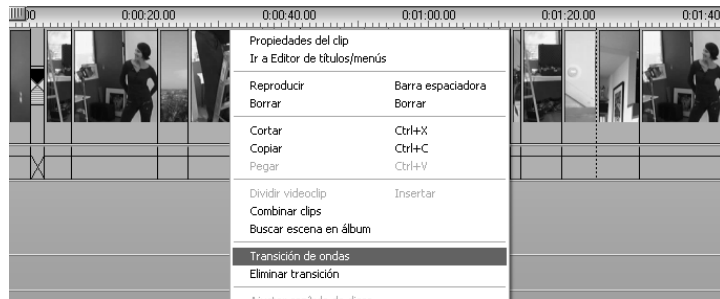 0:00:20.00 0:00:40.00 0:01:00.00 0:01:20.00 0:01:40
Propiedades del clip
Ir a Editor de títulos/menús
Reproducir Barra espaciadora
Borrar Borrar
Cortar Ctrl+X
Copiar Ctrl+C
Pegar Ctrl+V
Dividir videoclip Insertar
Combinar clips
Buscar escena en álbum
Transición de ondas
Eliminar transición